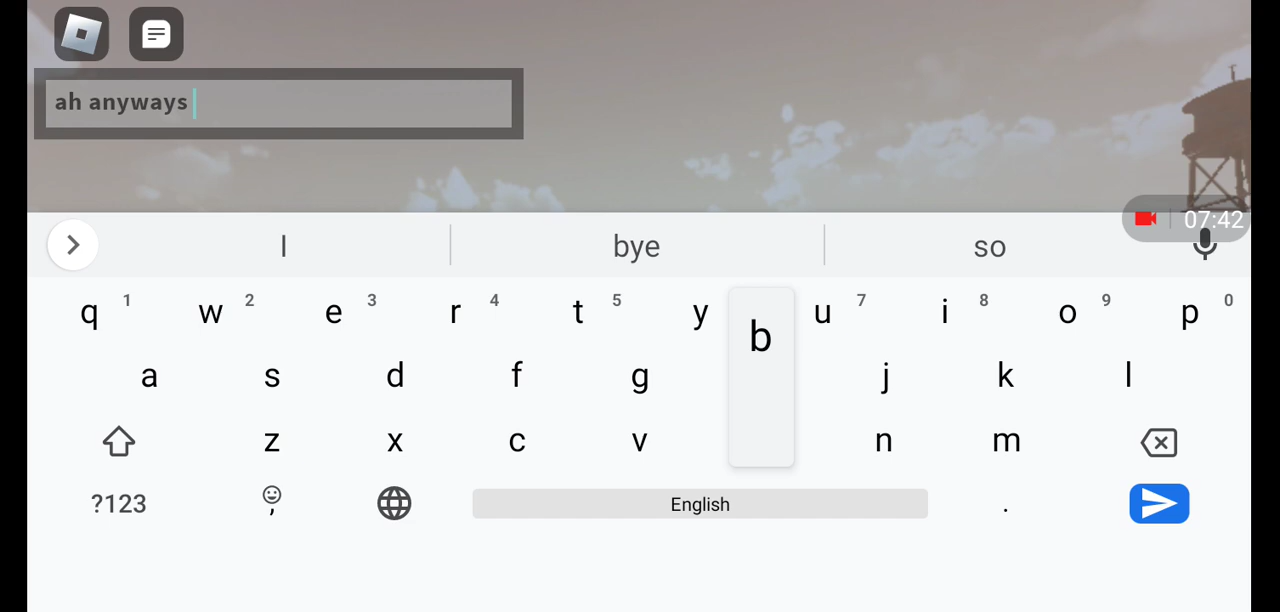 ah anyways
07:42
I bye so
q 1 w 2 e 3 r 4 t 5 y u 7 i 8 o 9 p 0
b
a s d f g j k l
z x c v n m
?123 , English .